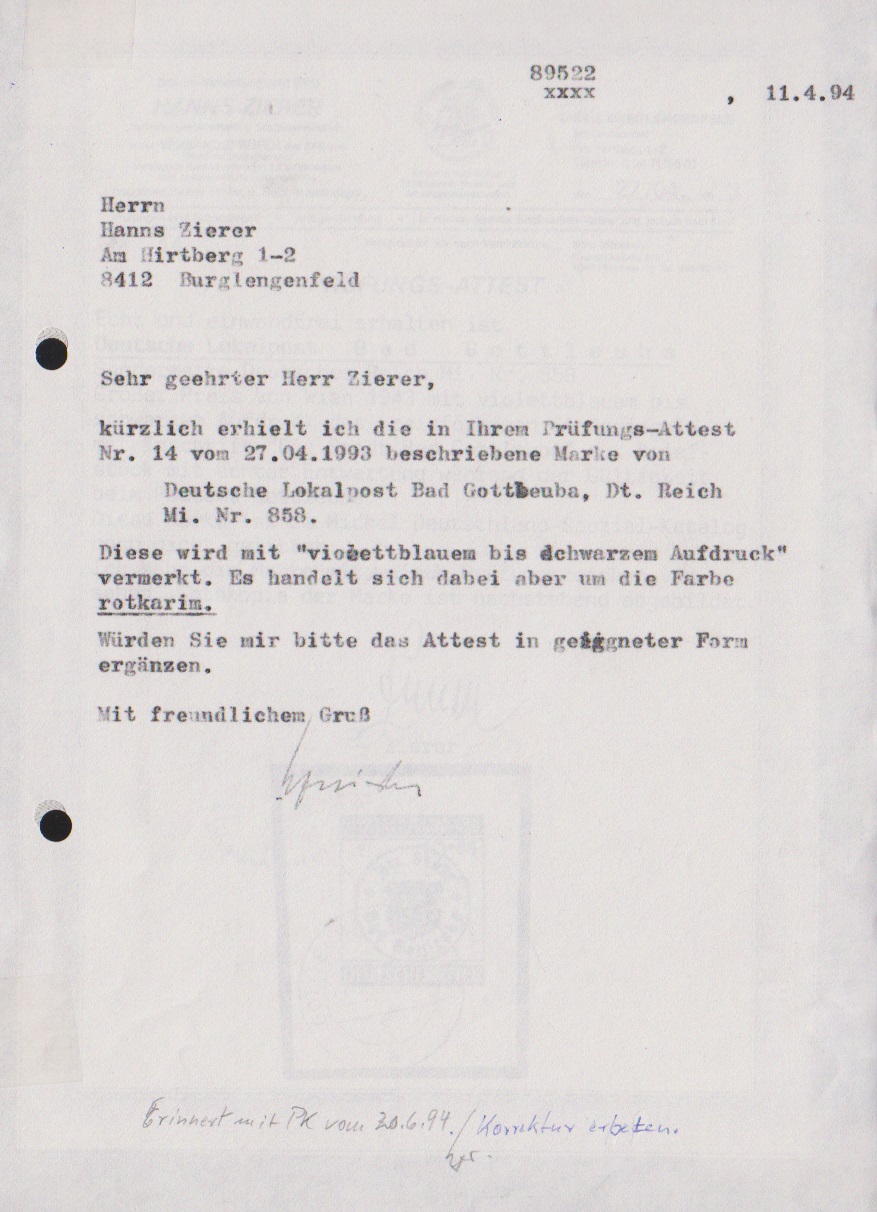 89522
xxxx , 11.4.94
Herrn
Hanns Zierer
Am Hirtberg 1-2
8412 Burglengenfeld
Sehr geehrter Herr Zierer,
kürzlich erhielt ich die in Ihrem Prüfungs-Attest
Nr. 14 vom 27.04.1993 beschriebene Marke von
Deutsche Lokalpost Bad Gottleuba, Dt. Reich
Mi. Nr. 858.
Diese wird mit "violettblauem bis schwarzem Aufdruck"
vermerkt. Es handelt sich dabei aber um die Farbe
rotkarim.
Würden Sie mir bitte das Attest in geeigneter Form
ergänzen.
Mit freundlichem Gruß
Erinnert mit PK vom 20.6.94./Korrektur erbeten.